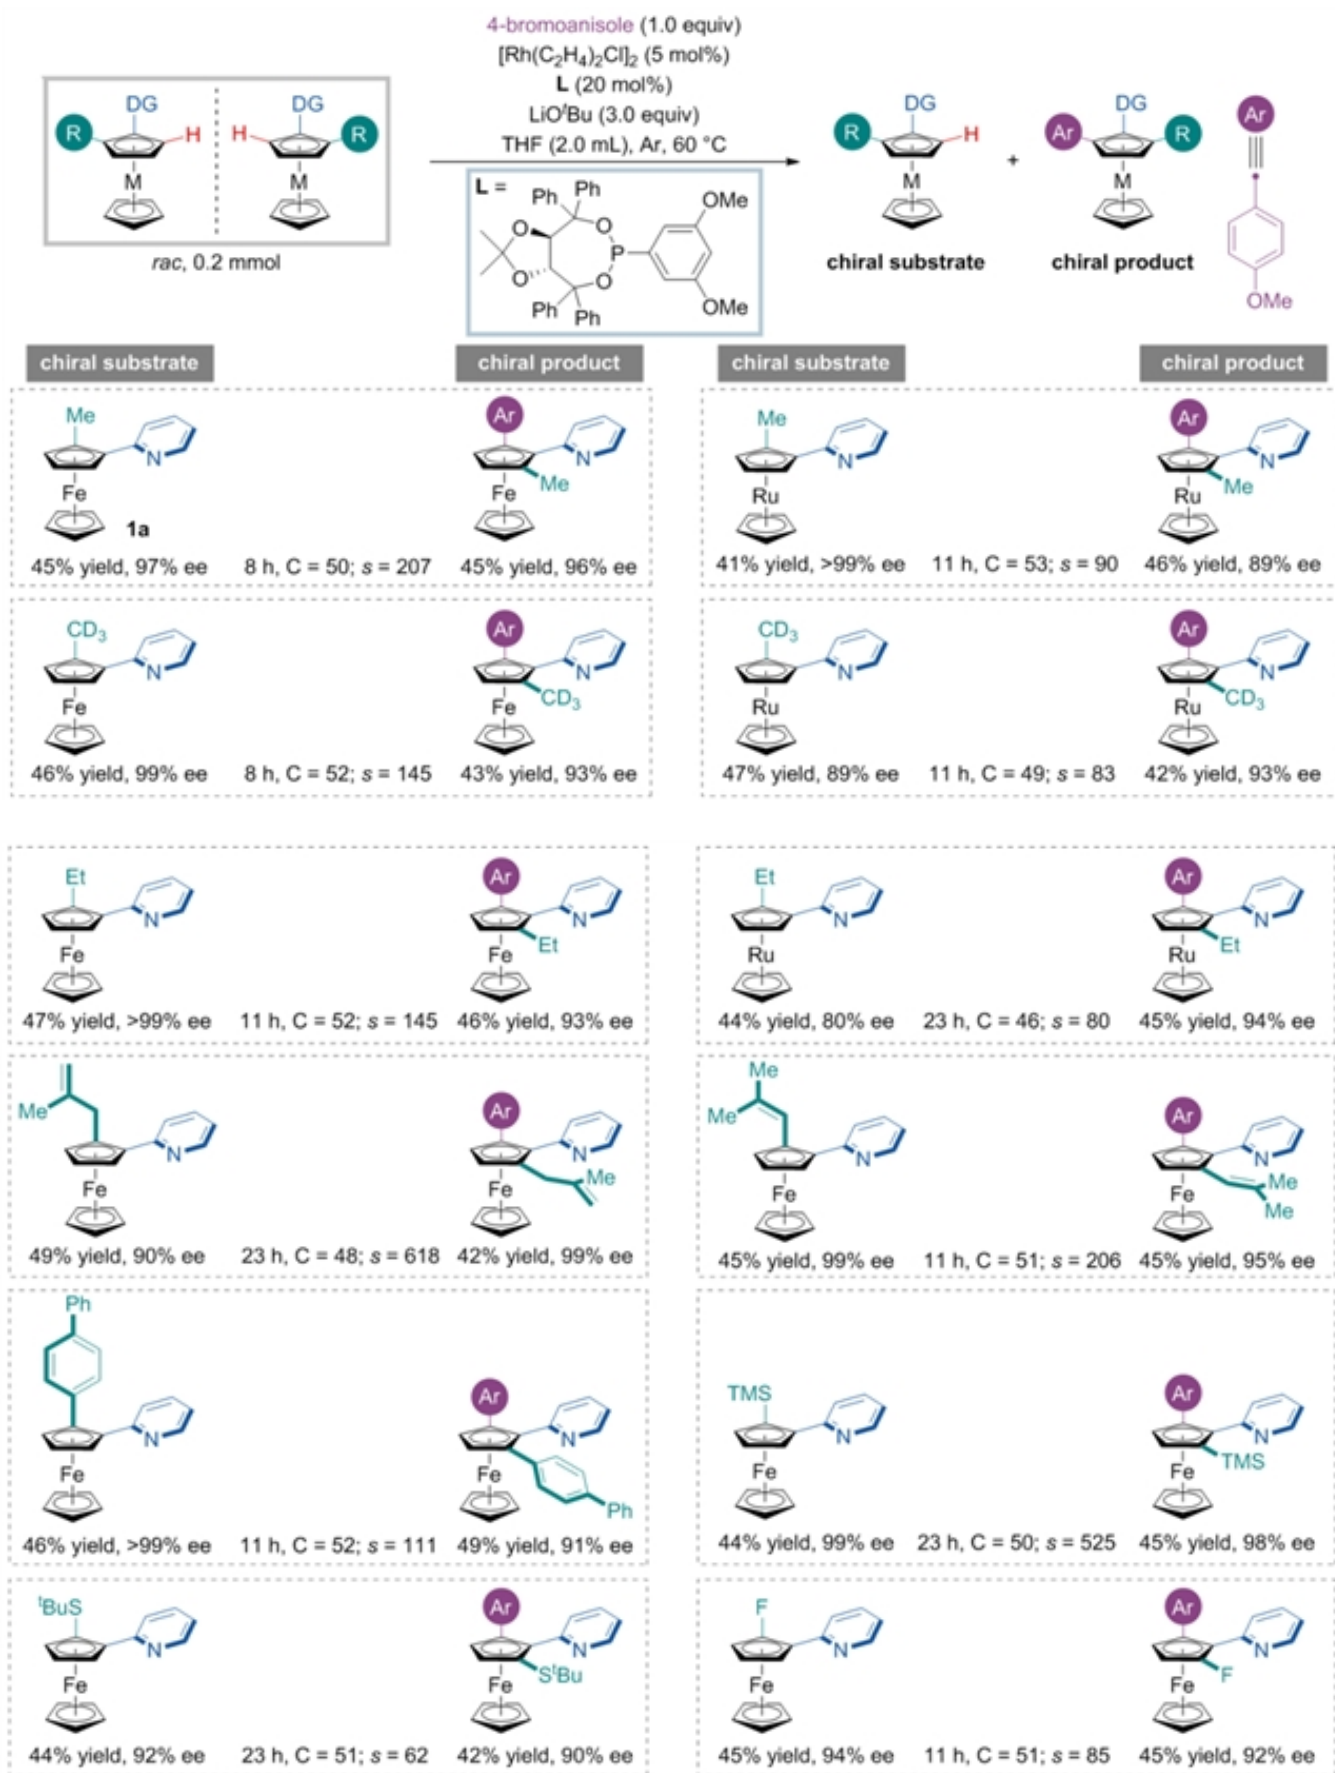 4-bromoanisole (1.0 equiv)
[Rh(C2H4)2Cl]2 (5 mol%)
L (20 mol%)
LiOtBu (3.0 equiv)
THF (2.0 mL), Ar, 60 °C
DG
DG
R
H
H
R
M
M
rac, 0.2 mmol
L =
Ph
Ph
O
O
P
O
O
Ph
Ph
OMe
OMe
DG
R
H
M
chiral substrate
+
DG
Ar
R
M
chiral product
Ar
OMe
chiral substrate
chiral product
chiral substrate
chiral product
Me
N
Fe
1a
Ar
N
Me
Fe
45% yield, 97% ee 8 h, C = 50; s = 207 45% yield, 96% ee
Me
N
Ru
Ar
N
Me
Ru
41% yield, >99% ee 11 h, C = 53; s = 90 46% yield, 89% ee
CD3
N
Fe
Ar
N
CD3
Fe
46% yield, 99% ee 8 h, C = 52; s = 145 43% yield, 93% ee
CD3
N
Ru
Ar
N
CD3
Ru
47% yield, 89% ee 11 h, C = 49; s = 83 42% yield, 93% ee
Et
N
Fe
Ar
N
Et
Fe
47% yield, >99% ee 11 h, C = 52; s = 145 46% yield, 93% ee
Et
N
Ru
Ar
N
Et
Ru
44% yield, 80% ee 23 h, C = 46; s = 80 45% yield, 94% ee
Me
N
Fe
Ar
N
Me
Fe
49% yield, 90% ee 23 h, C = 48; s = 618 42% yield, 99% ee
Me
Me
N
Fe
Ar
N
Me
Me
Fe
45% yield, 99% ee 11 h, C = 51; s = 206 45% yield, 95% ee
Ph
N
Fe
Ar
N
Fe
Ph
46% yield, >99% ee 11 h, C = 52; s = 111 49% yield, 91% ee
TMS
N
Fe
Ar
N
TMS
Fe
44% yield, 99% ee 23 h, C = 50; s = 525 45% yield, 98% ee
tBuS
N
Fe
Ar
N
StBu
Fe
44% yield, 92% ee 23 h, C = 51; s = 62 42% yield, 90% ee
F
N
Fe
Ar
N
F
Fe
45% yield, 94% ee 11 h, C = 51; s = 85 45% yield, 92% ee